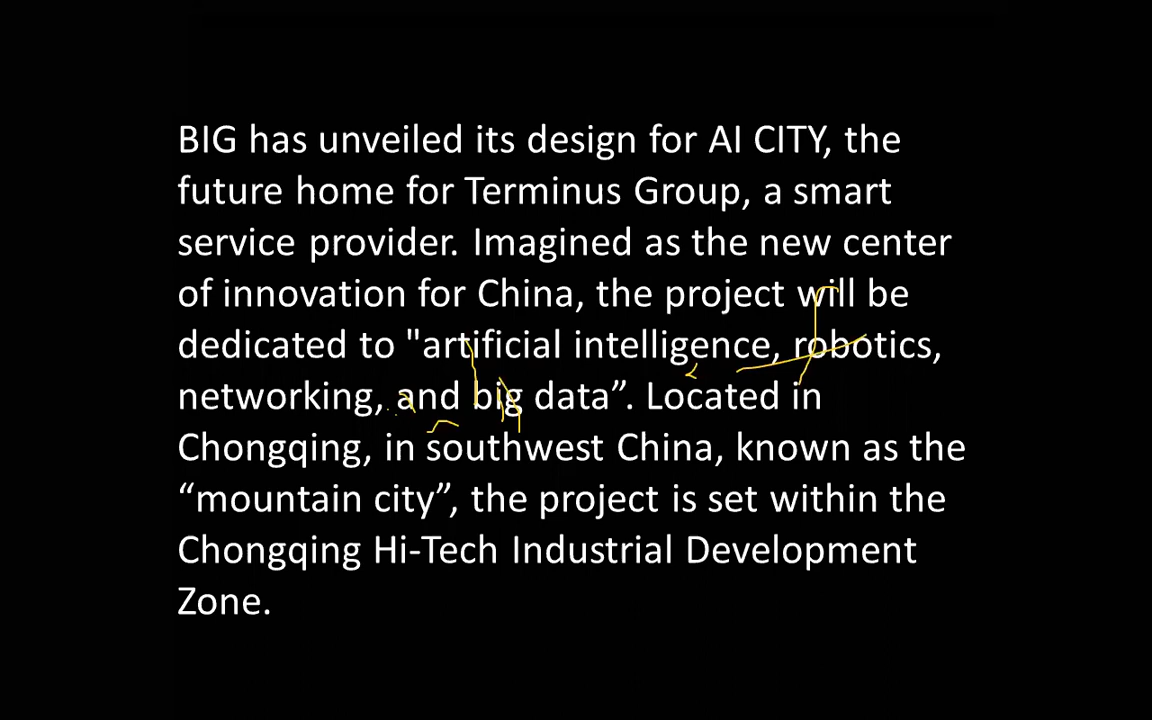 BIG has unveiled its design for AI CITY, the
future home for Terminus Group, a smart
service provider. Imagined as the new center
of innovation for China, the project will be
dedicated to "artificial intelligence, robotics,
networking, and big data”. Located in
Chongqing, in southwest China, known as the
“mountain city”, the project is set within the
Chongqing Hi-Tech Industrial Development
Zone.